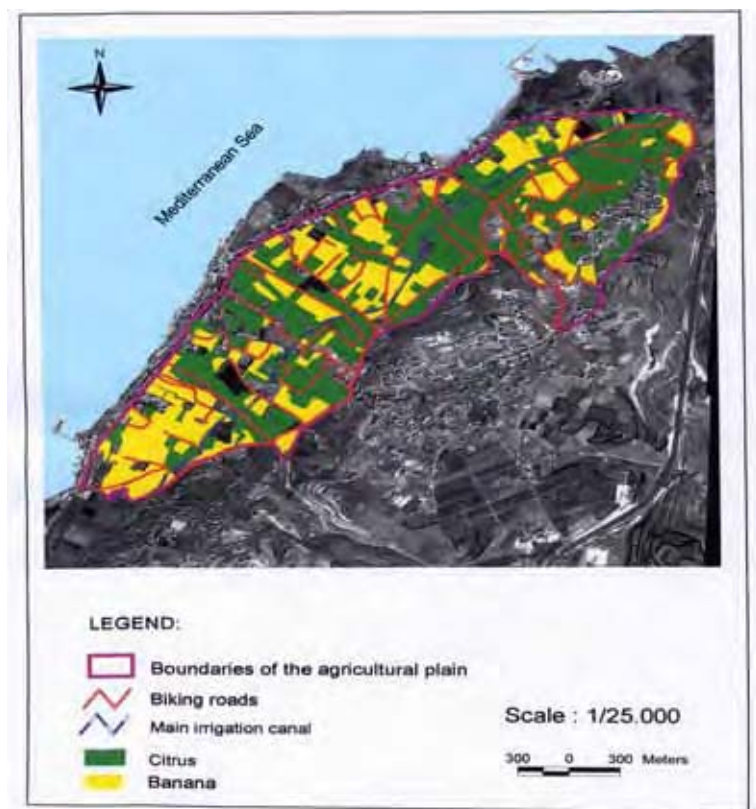 N
Mediterranean Sea
LEGEND:
Boundaries of the agricultural plain
Biking roads
Main irrigation canal
Citrus
Banana
Scale : 1/25.000
300 0 300 Meters